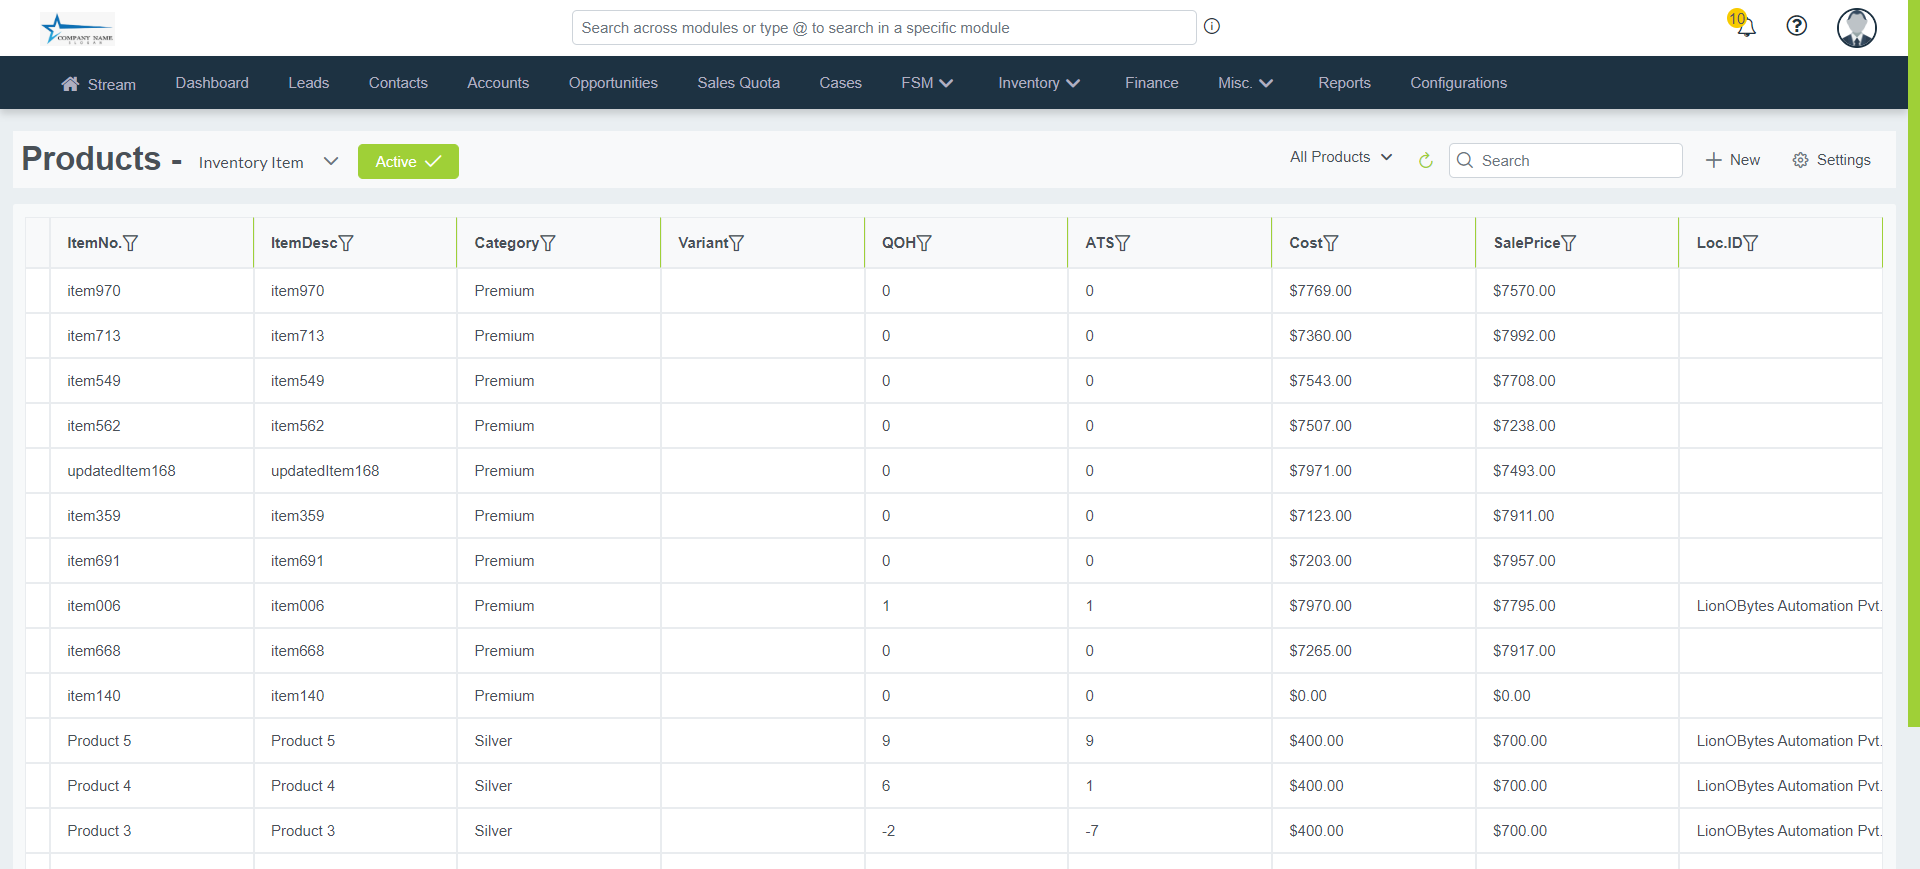 COMPANY NAME
Search across modules or type @ to search in a specific module
10
Stream Dashboard Leads Contacts Accounts Opportunities Sales Quota Cases FSM Inventory Finance Misc. Reports Configurations
Products - Inventory Item Active All Products Search New Settings
ItemNo. ItemDesc Category Variant QOH ATS Cost SalePrice Loc.ID
item970 item970 Premium 0 0 $7769.00 $7570.00
item713 item713 Premium 0 0 $7360.00 $7992.00
item549 item549 Premium 0 0 $7543.00 $7708.00
item562 item562 Premium 0 0 $7507.00 $7238.00
updatedItem168 updatedItem168 Premium 0 0 $7971.00 $7493.00
item359 item359 Premium 0 0 $7123.00 $7911.00
item691 item691 Premium 0 0 $7203.00 $7957.00
item006 item006 Premium 1 1 $7970.00 $7795.00 LionOBytes Automation Pvt.
item668 item668 Premium 0 0 $7265.00 $7917.00
item140 item140 Premium 0 0 $0.00 $0.00
Product 5 Product 5 Silver 9 9 $400.00 $700.00 LionOBytes Automation Pvt.
Product 4 Product 4 Silver 6 1 $400.00 $700.00 LionOBytes Automation Pvt.
Product 3 Product 3 Silver -2 -7 $400.00 $700.00 LionOBytes Automation Pvt.